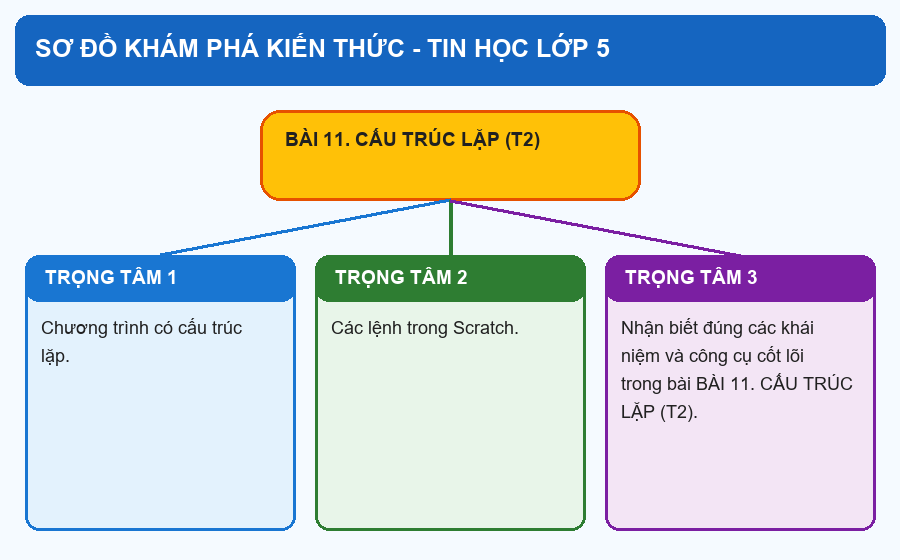 SƠ ĐỒ KHÁM PHÁ KIẾN THỨC - TIN HỌC LỚP 5
BÀI 11. CẤU TRÚC LẶP (T2)
TRỌNG TÂM 1
Chương trình có cấu trúc
lặp.
TRỌNG TÂM 2
Các lệnh trong Scratch.
TRỌNG TÂM 3
Nhận biết đúng các khái
niệm và công cụ cốt lõi
trong bài BÀI 11. CẤU TRÚC
LẶP (T2).